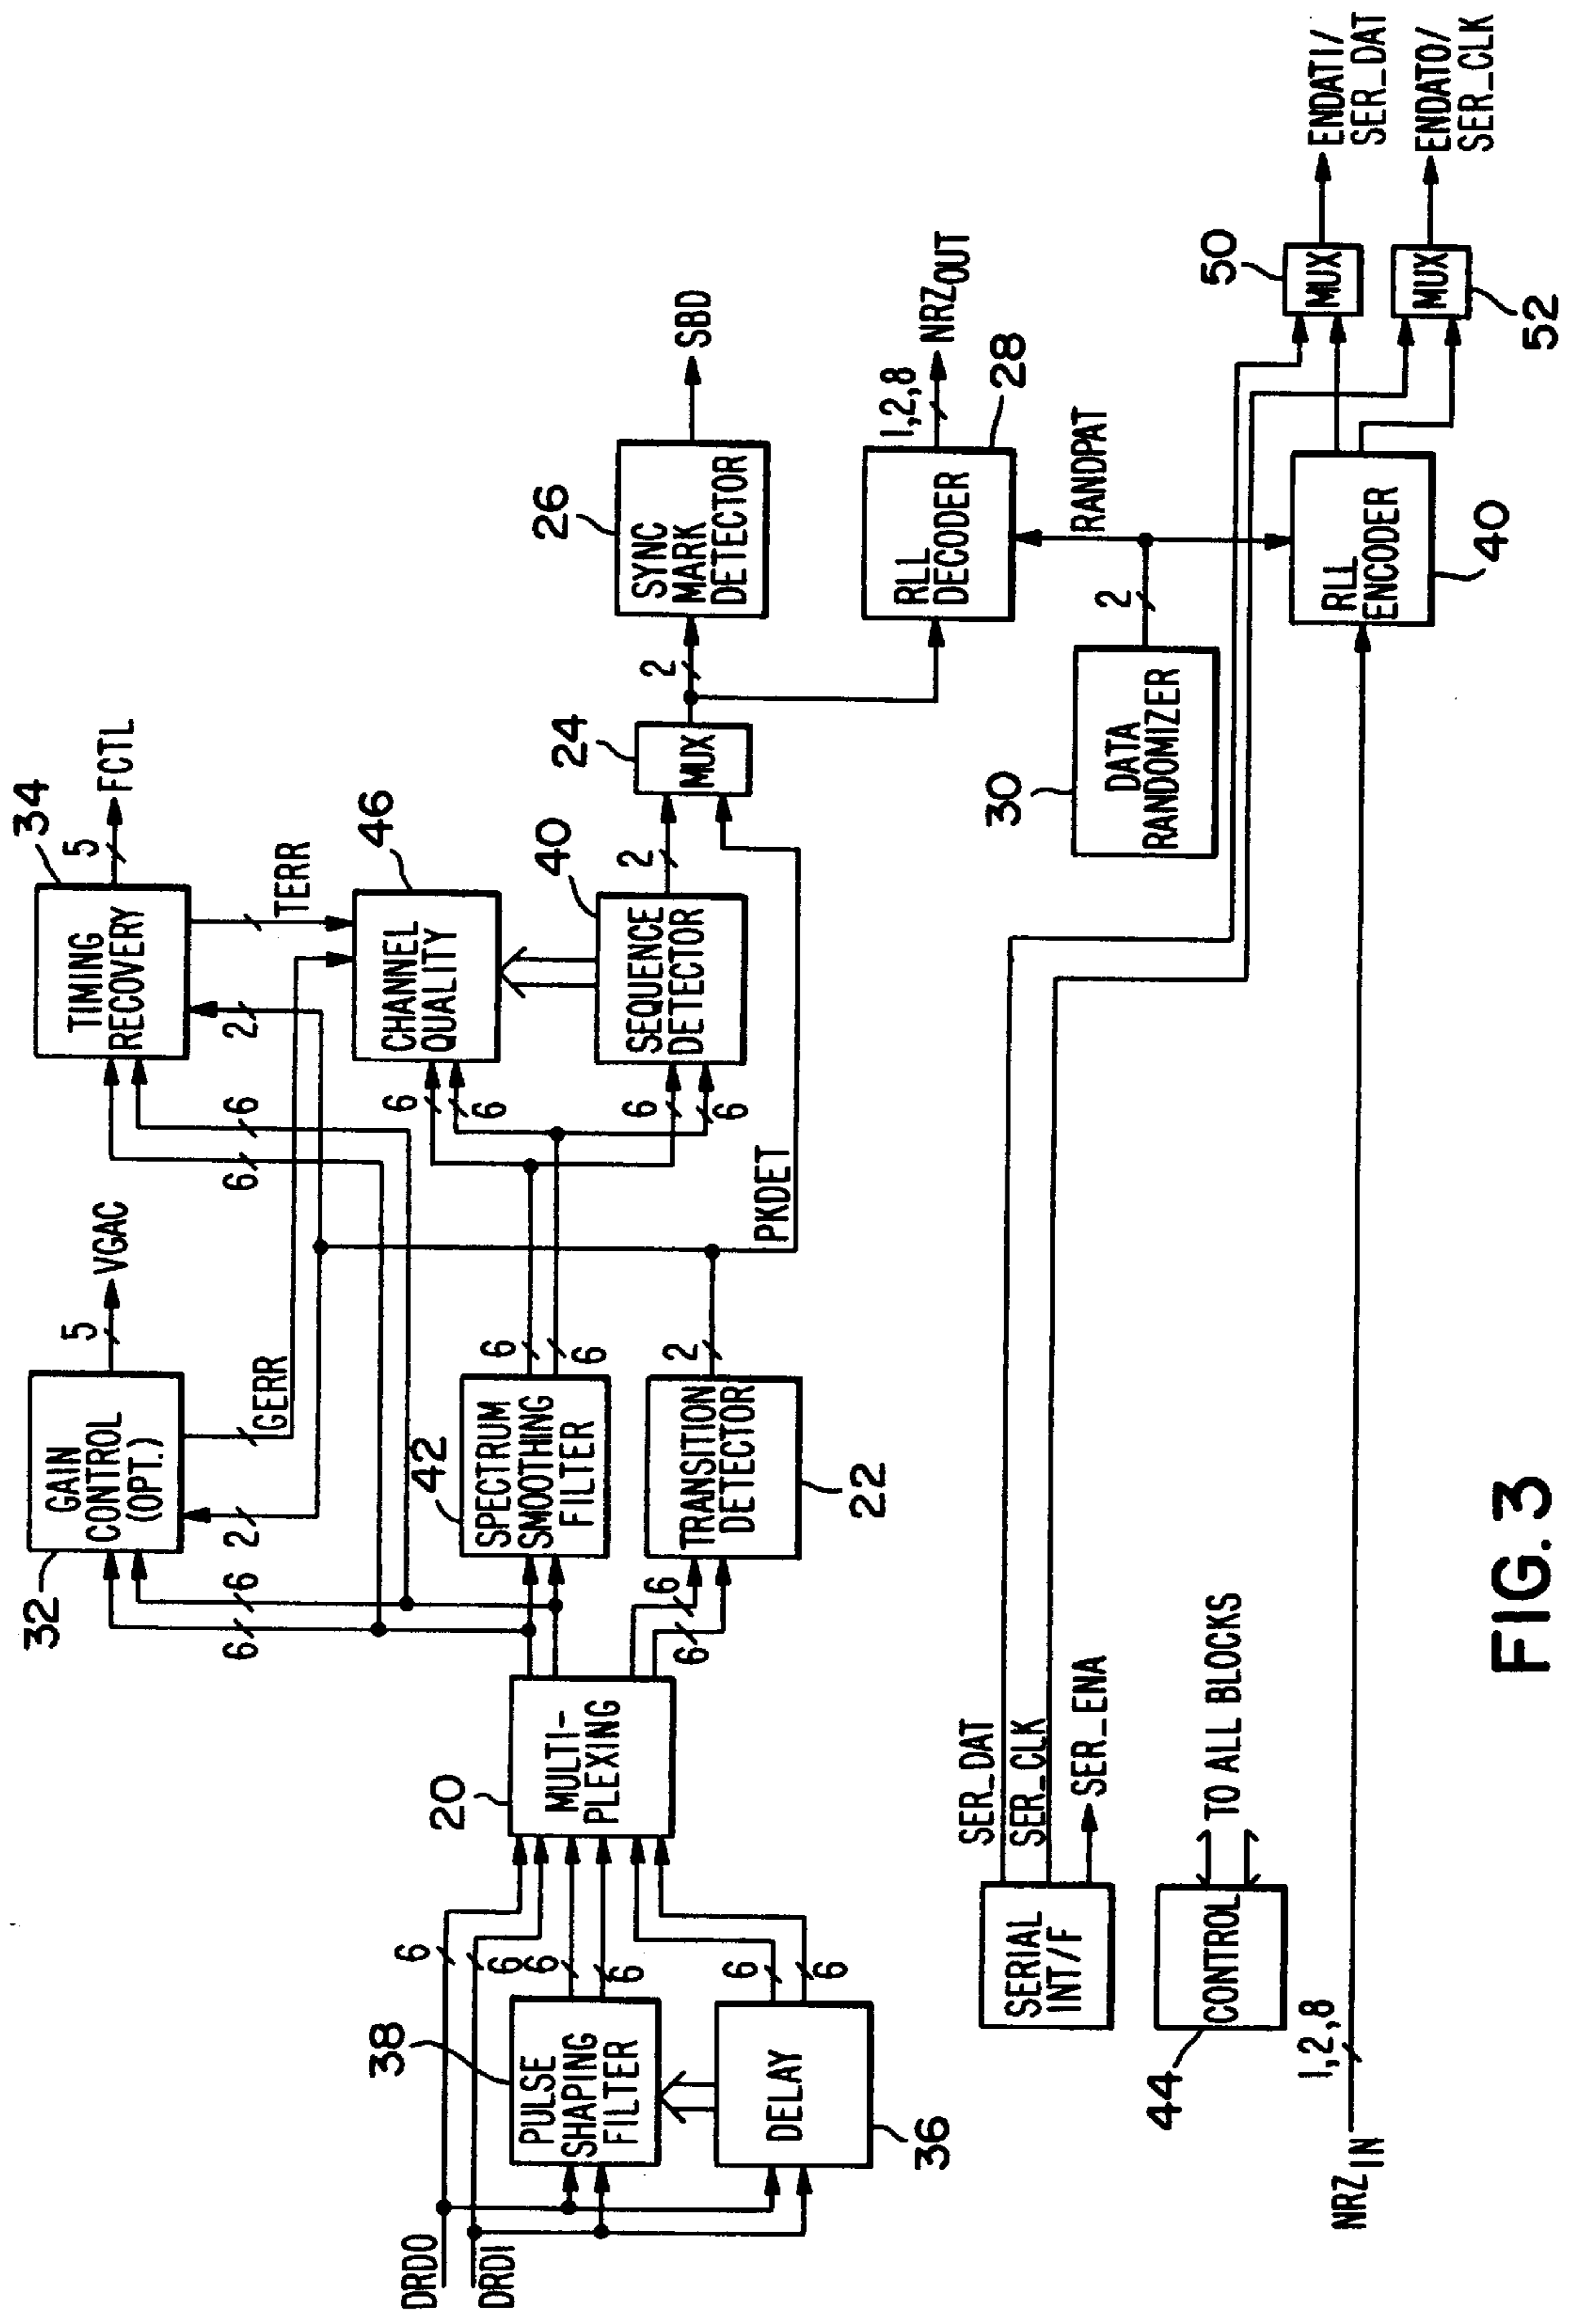 34
FCTL
5
TIMING
RECOVERY
TERR
2
6
6
VGAC
5
32
GAIN
CONTROL
(OPT.)
GERR
2
6
6
46
CHANNEL
QUALITY
6
6
40
SEQUENCE
DETECTOR
2
6
6
24
MUX
2
26
SYNC
MARK
DETECTOR
SBD
42
SPECTRUM
SMOOTHING
FILTER
6
6
TRANSITION
DETECTOR
22
2
PKDET
6
6
20
MULTI-
PLEXING
DRD0
DRD1
6
6
38
PULSE
SHAPING
FILTER
6
6
DELAY
36
6
6
RLL
DECODER
28
1,2,8
NRZOUT
RANDPAT
2
30
DATA
RANDOMIZER
RLL
ENCODER
40
50
MUX
ENDAT1/
SER_DAT
MUX
52
ENDATO/
SER_CLK
SERIAL
INT/F
SER_DAT
SER_CLK
SER_ENA
44
CONTROL
TO ALL BLOCKS
NRZIN
1,2,8
FIG. 3